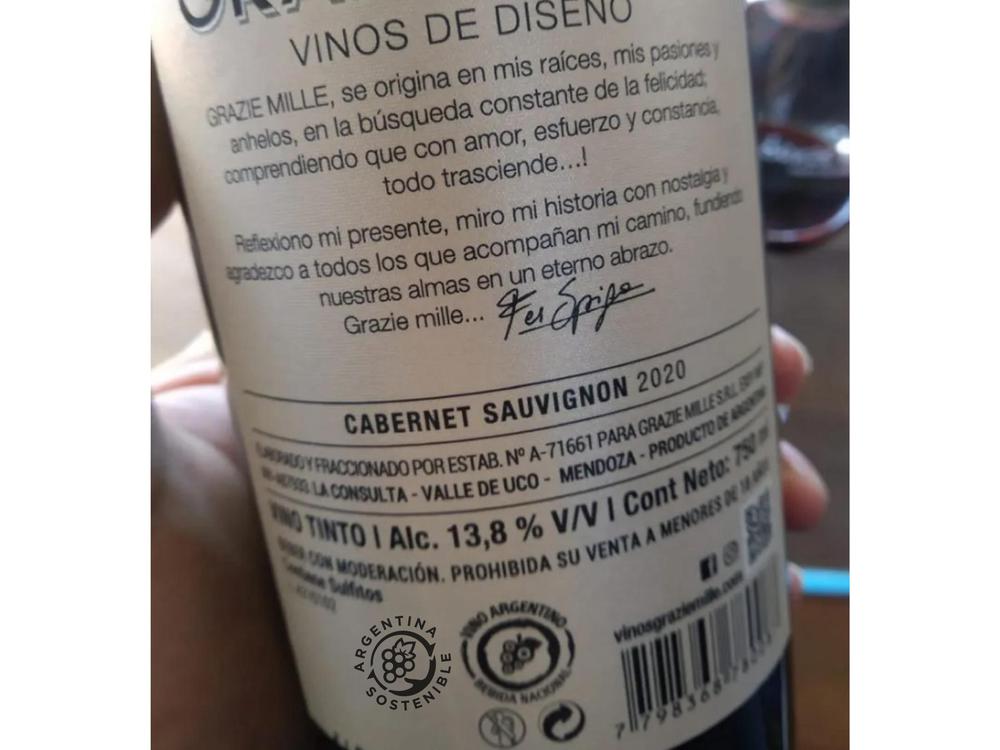 VINOS DE DISEÑO
GRAZIE MILLE, se origina en mis raíces, mis pasiones y
anhelos, en la búsqueda constante de la felicidad;
comprendiendo que con amor, esfuerzo y constancia,
todo trasciende...!
Reflexiono mi presente, miro mi historia con nostalgia y
agradezco a todos los que acompañan mi camino, fundiendo
nuestras almas en un eterno abrazo.
Grazie mille...
CABERNET SAUVIGNON 2020
ELABORADO Y FRACCIONADO POR ESTAB. Nº A-71661 PARA GRAZIE MILLE S.R.L.
LA CONSULTA - VALLE DE UCO - MENDOZA - PRODUCTO DE ARGENTINA
VINO TINTO | Alc. 13,8 % V/V | Cont Neto: 750 ml
BEBER CON MODERACIÓN. PROHIBIDA SU VENTA A MENORES DE 18 AÑOS
Contiene Sulfitos
ARGENTINA
SOSTENIBLE
VINO ARGENTINO
BEBIDA NACIONAL
vinosgraziemille.com